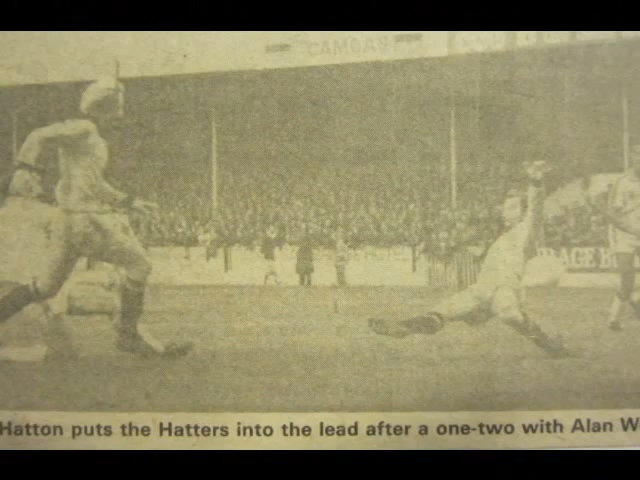 CAMGAS
Hatton puts the Hatters into the lead after a one-two with Alan W